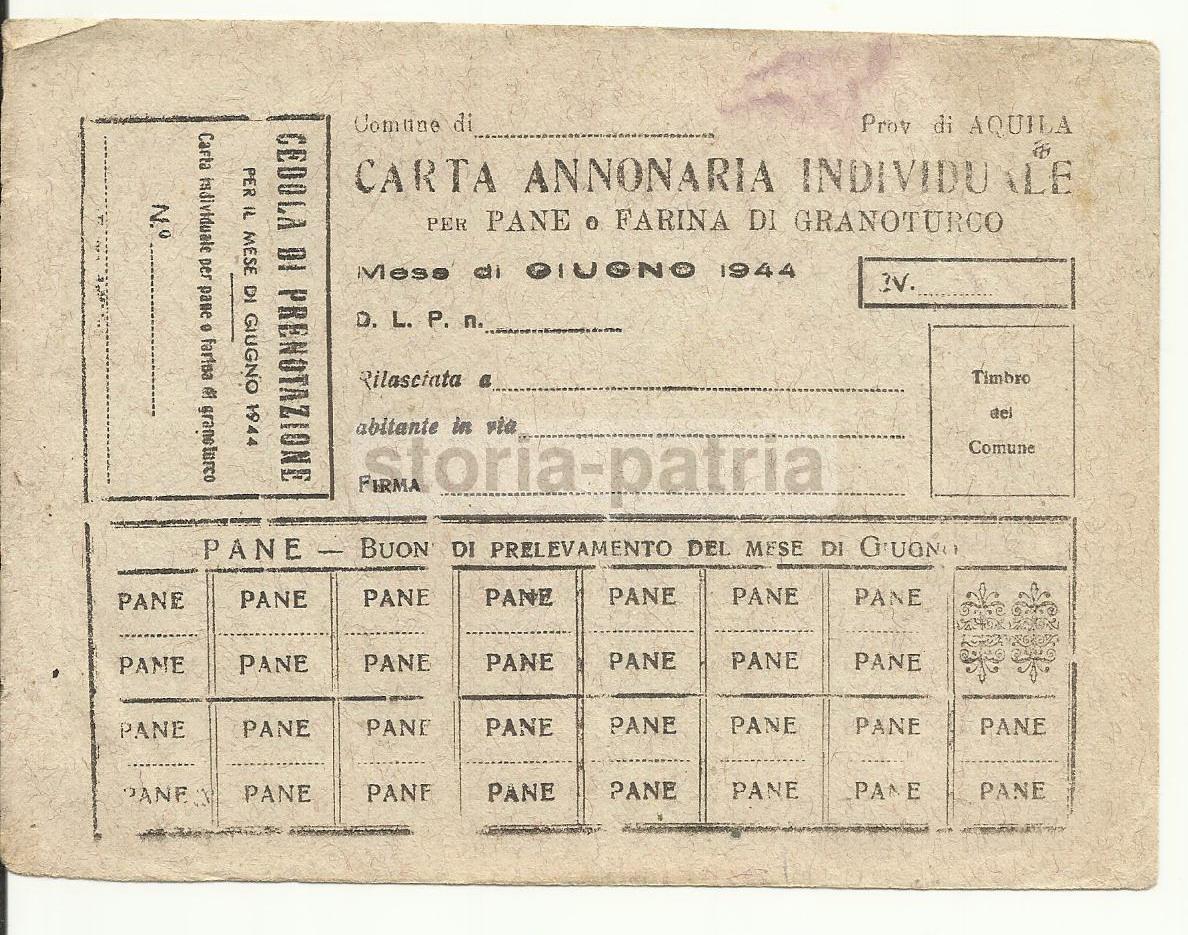 Comune di
Prov di AQUILA
CARTA ANNONARIA INDIVIDUALE
PER PANE o FARINA DI GRANOTURCO
Mese di GIUGNO 1944
N.
D. L. P. n.
Rilasciata a
abitante in via
FIRMA
Timbro
del
Comune
CEDOLA DI PRENOTAZIONE
PER IL MESE DI GIUGNO 1944
Carta individuale per pane o farina di granoturco
N.º
storia-patria
PANE — BUONI DI PRELEVAMENTO DEL MESE DI GIUGNO
PANE PANE PANE PANE PANE PANE PANE
PANE PANE PANE PANE PANE PANE PANE
PANE PANE PANE PANE PANE PANE PANE PANE
PANE PANE PANE PANE PANE PANE PANE PANE